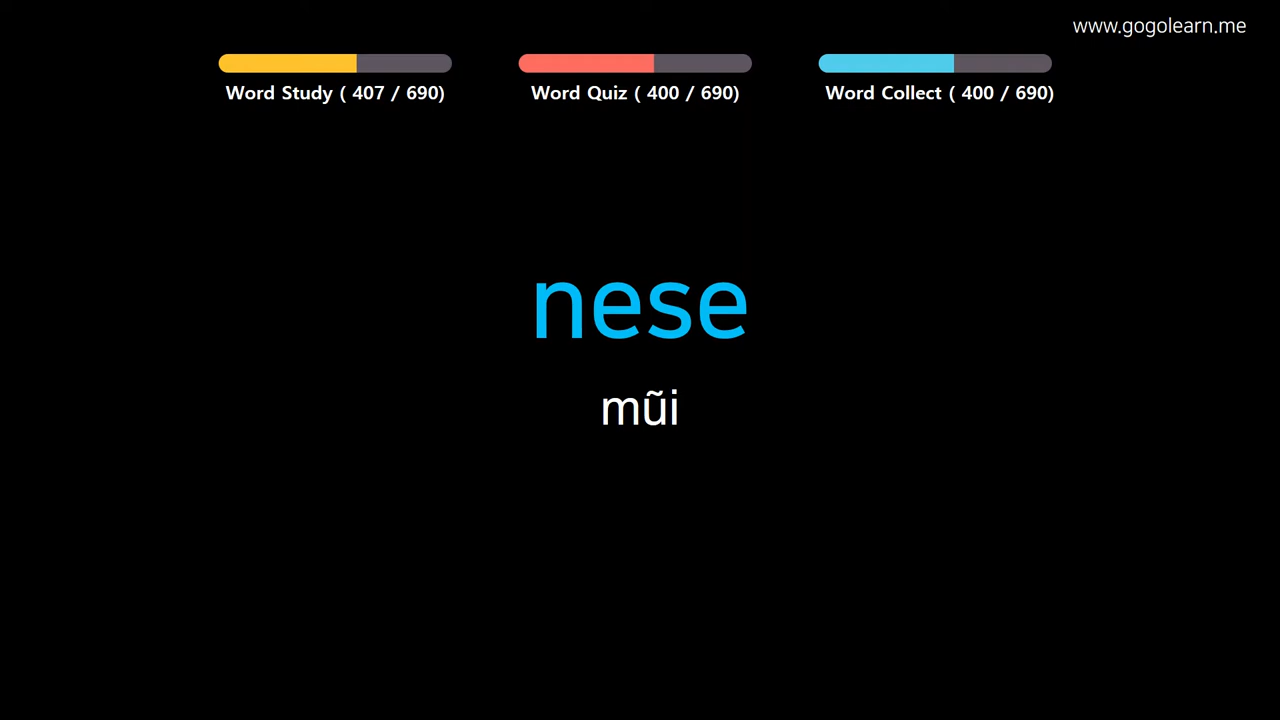 www.gogolearn.me
Word Study ( 407 / 690)
Word Quiz ( 400 / 690)
Word Collect ( 400 / 690)
nese
mũi